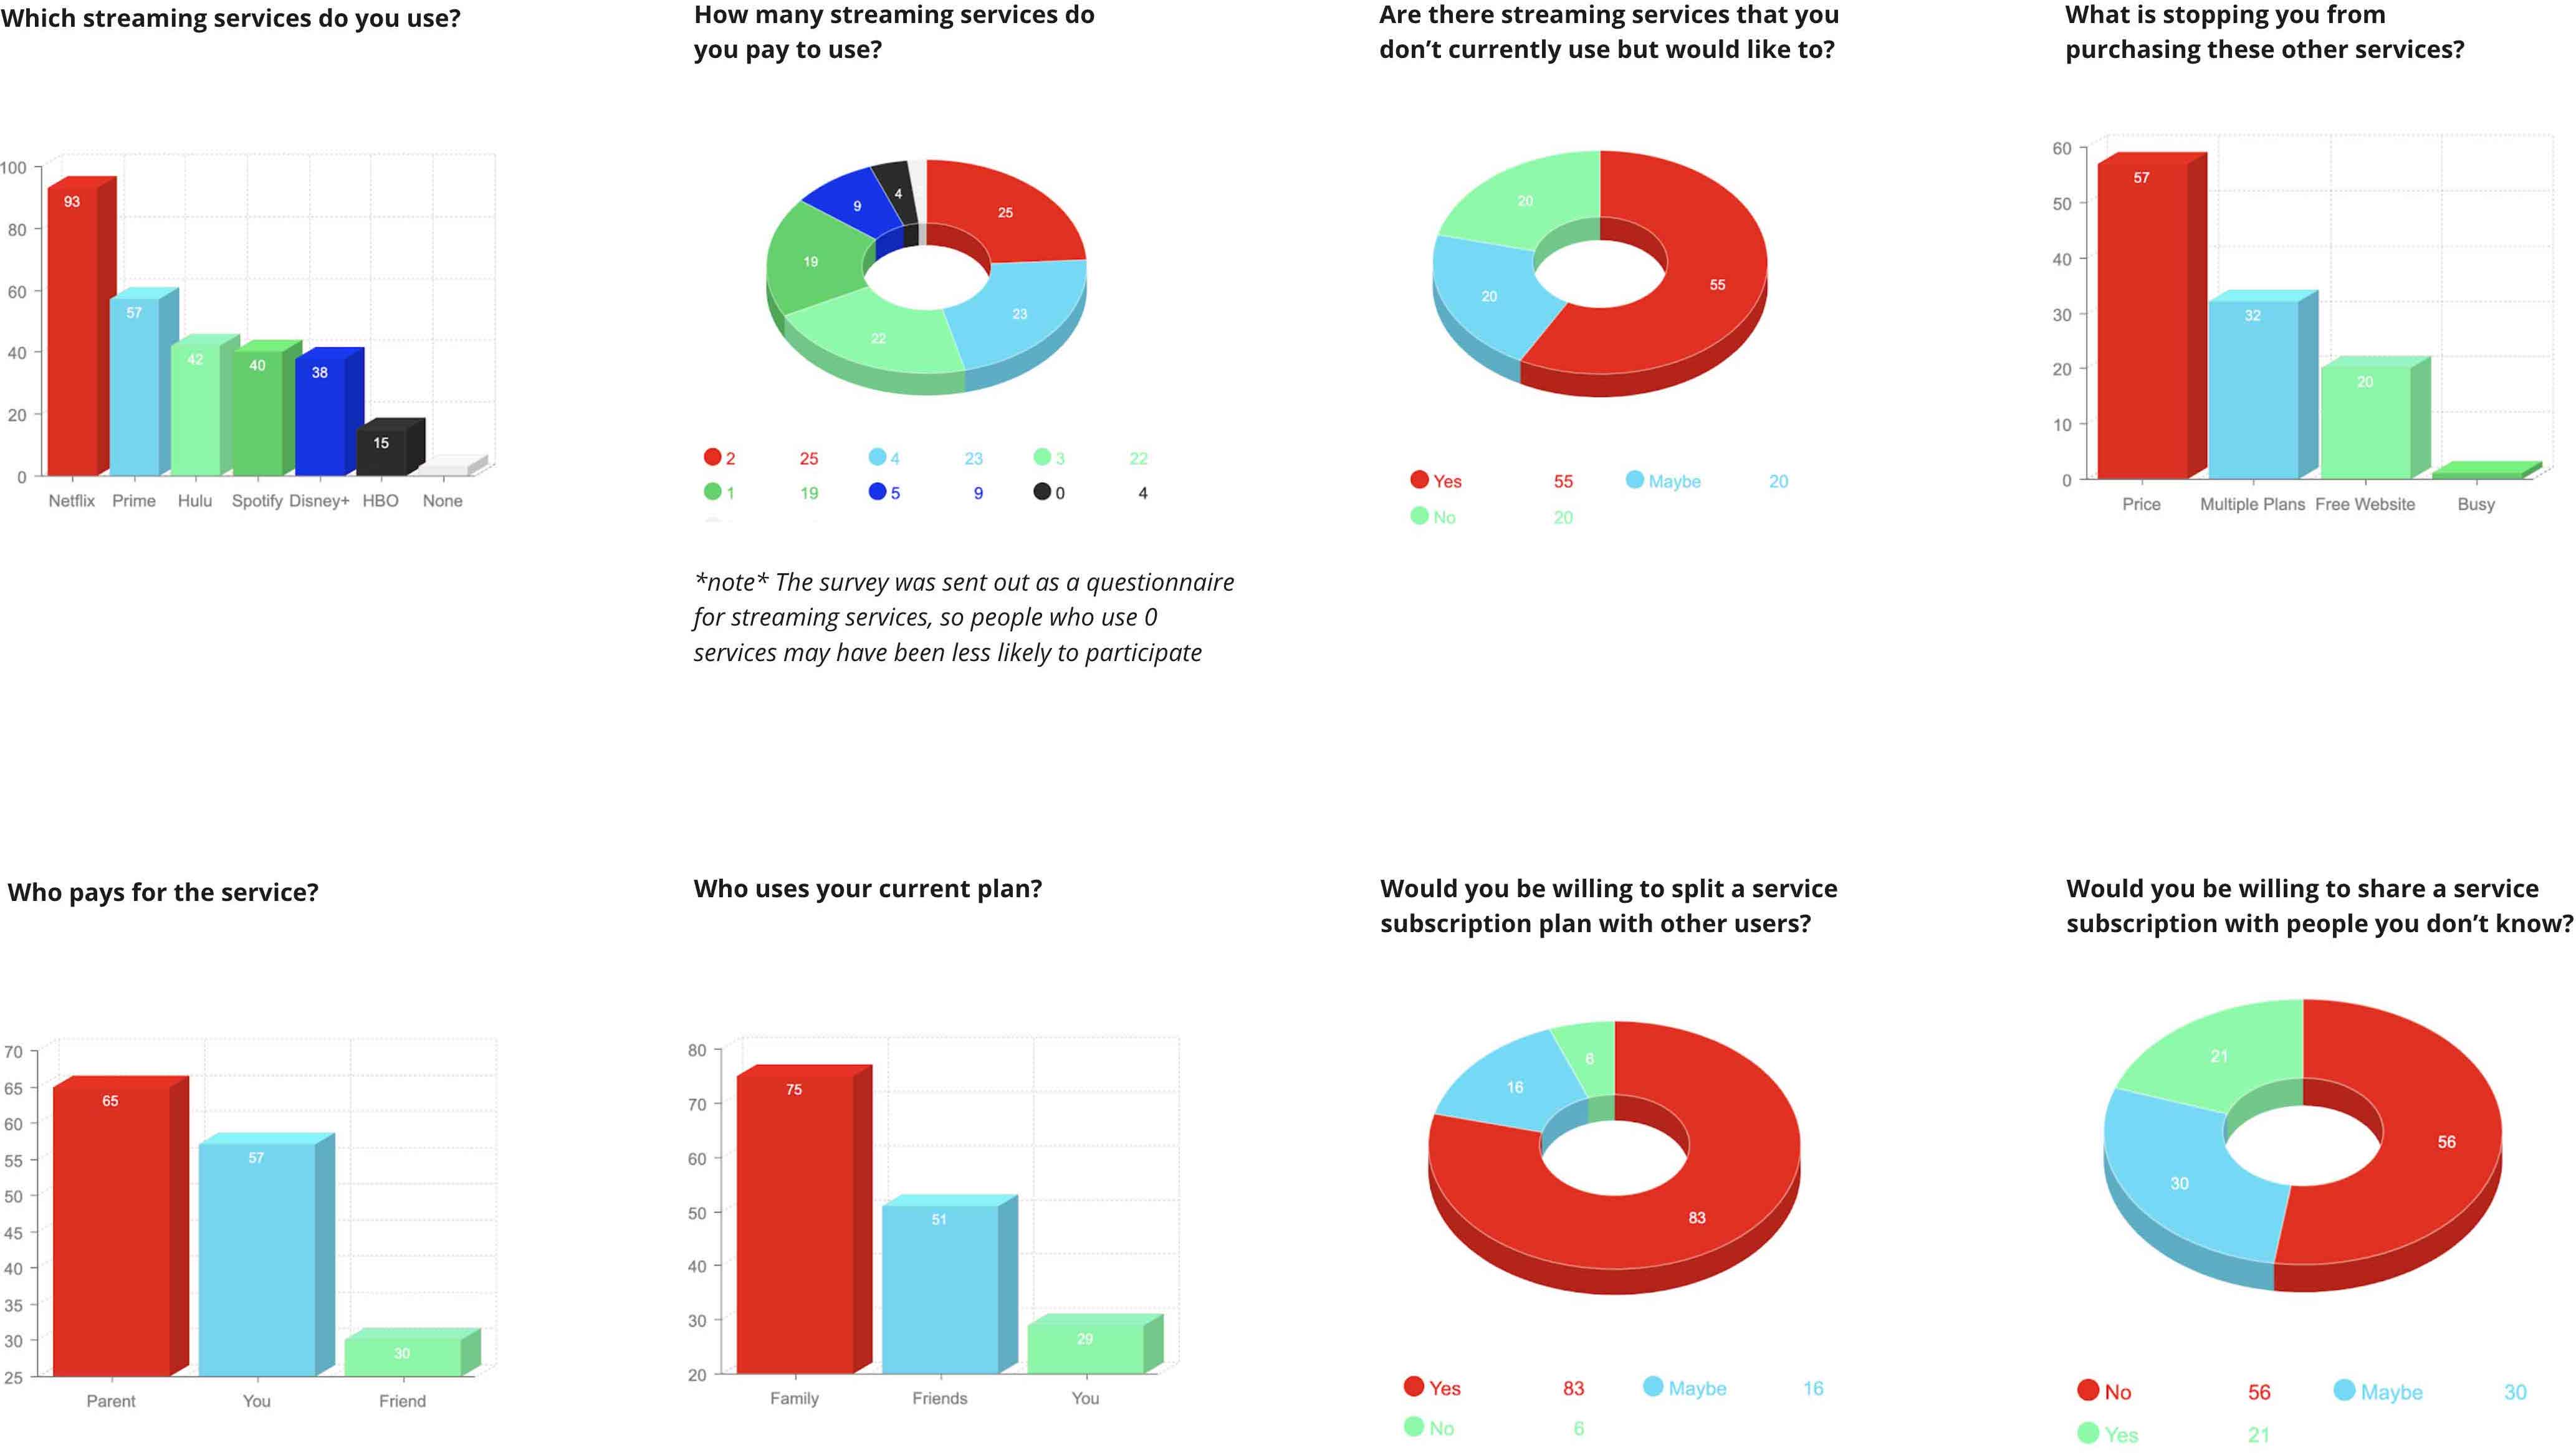 Which streaming services do you use?
100
80
60
40
20
0
93
57
42
40
38
15
Netflix Prime Hulu Spotify Disney+ HBO None
How many streaming services do
you pay to use?
25
23
22
19
9
4
2 25 4 23 3 22
1 19 5 9 0 4
*note* The survey was sent out as a questionnaire
for streaming services, so people who use 0
services may have been less likely to participate
Are there streaming services that you
don’t currently use but would like to?
20
20
55
Yes 55 Maybe 20
No 20
What is stopping you from
purchasing these other services?
60
50
40
30
20
10
0
57
32
20
Price Multiple Plans Free Website Busy
Who pays for the service?
70
65
60
55
50
45
40
35
30
25
65
57
30
Parent You Friend
Who uses your current plan?
80
70
60
50
40
30
20
75
51
29
Family Friends You
Would you be willing to split a service
subscription plan with other users?
6
16
83
Yes 83 Maybe 16
No 6
Would you be willing to share a service
subscription with people you don’t know?
21
56
30
No 56 Maybe 30
Yes 21